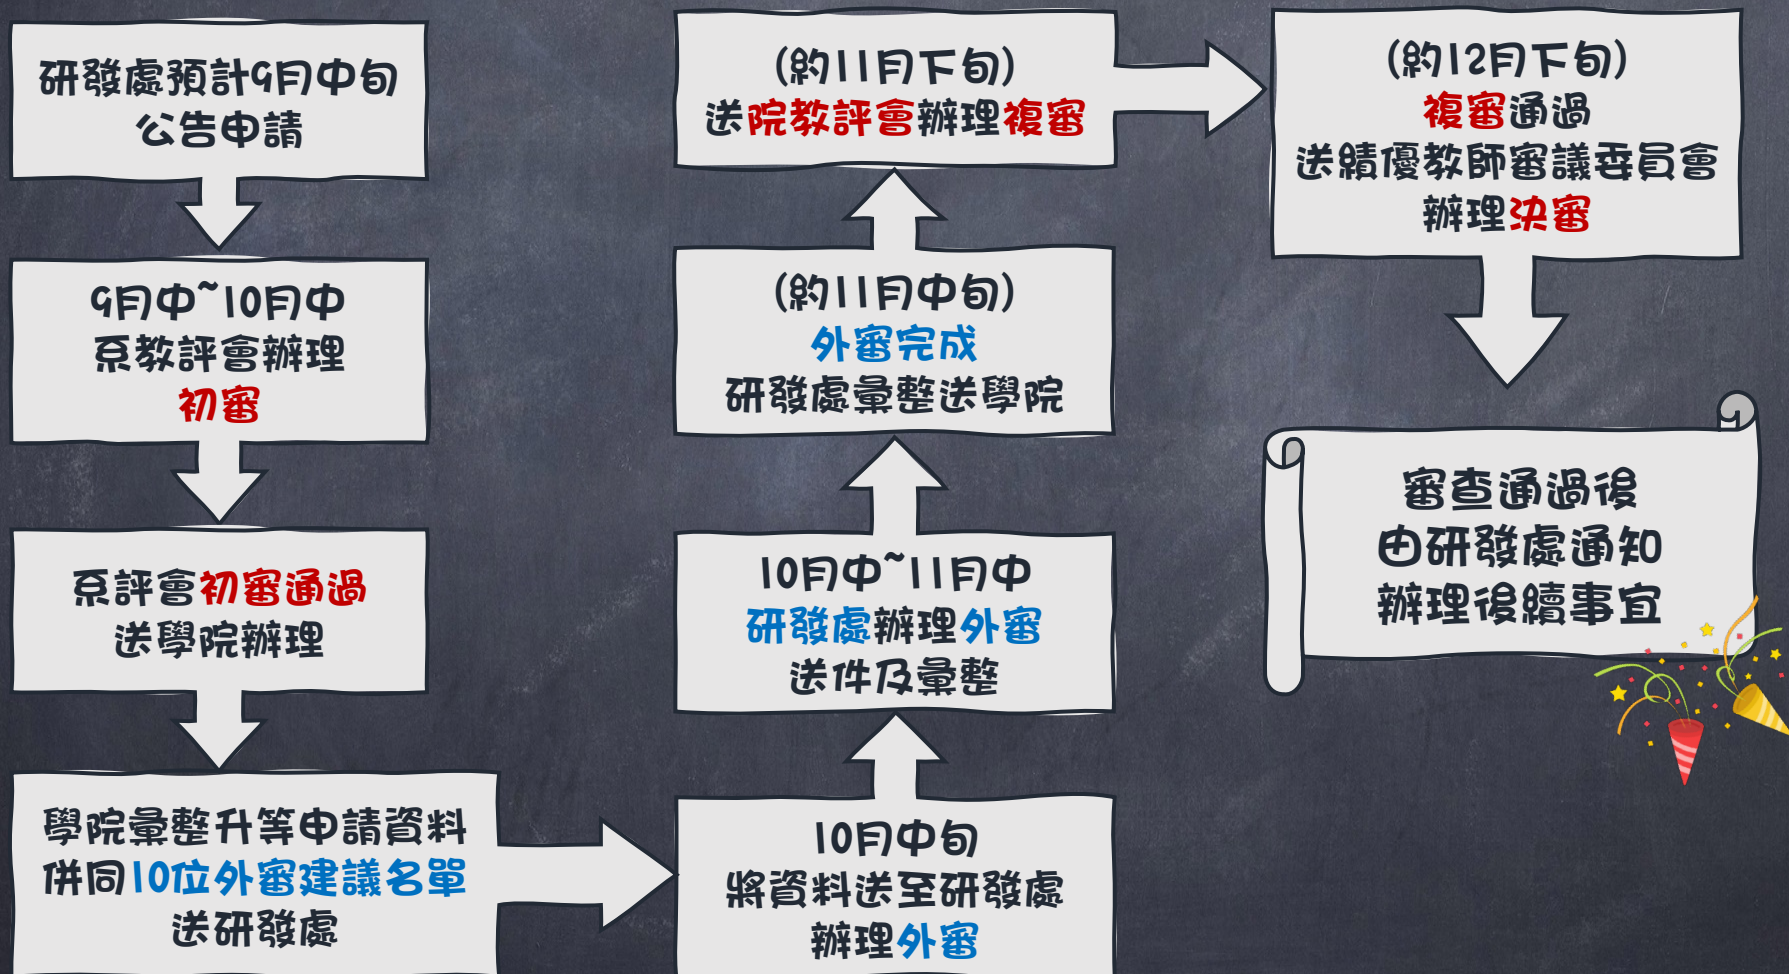 研發處預計9月中旬
公告申請
9月中~10月中
系教評會辦理
初審
系評會初審通過
送學院辦理
學院彙整升等申請資料
併同10位外審建議名單
送研發處
10月中旬
將資料送至研發處
辦理外審
10月中~11月中
研發處辦理外審
送件及彙整
(約11月中旬)
外審完成
研發處彙整送學院
(約11月下旬)
送院教評會辦理複審
(約12月下旬)
複審通過
送績優教師審議委員會
辦理決審
審查通過後
由研發處通知
辦理後續事宜